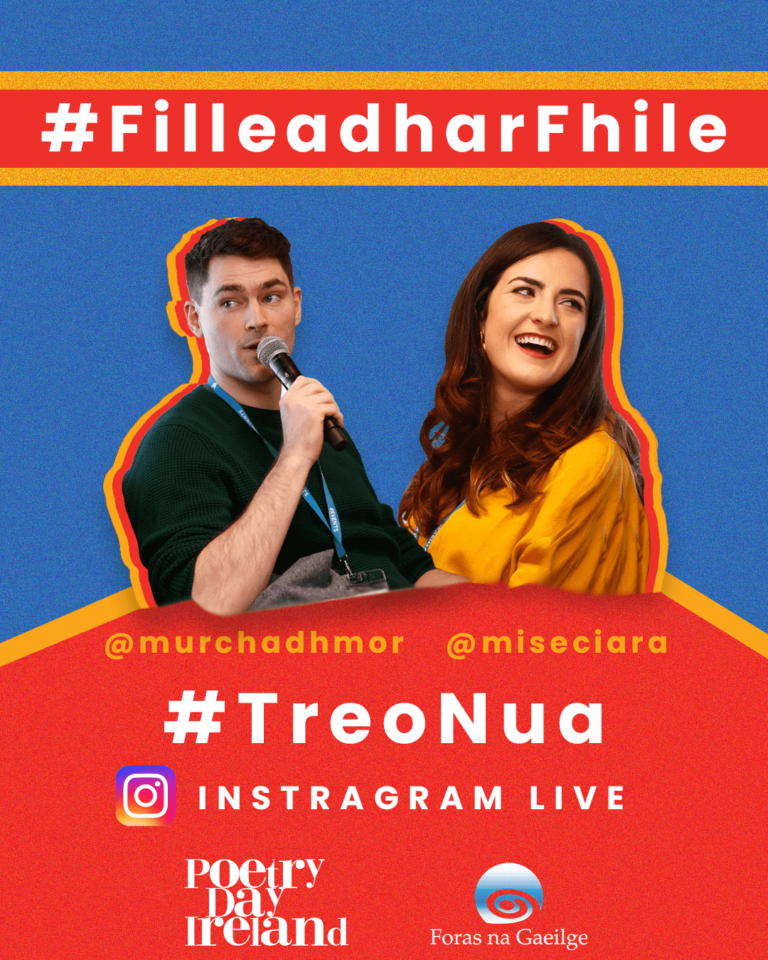 #FilleadharFhile
@murchadhmor @miseciara
#TreoNua
INSTRAGRAM LIVE
Poetry
Day
Ireland
Foras na Gaeilge